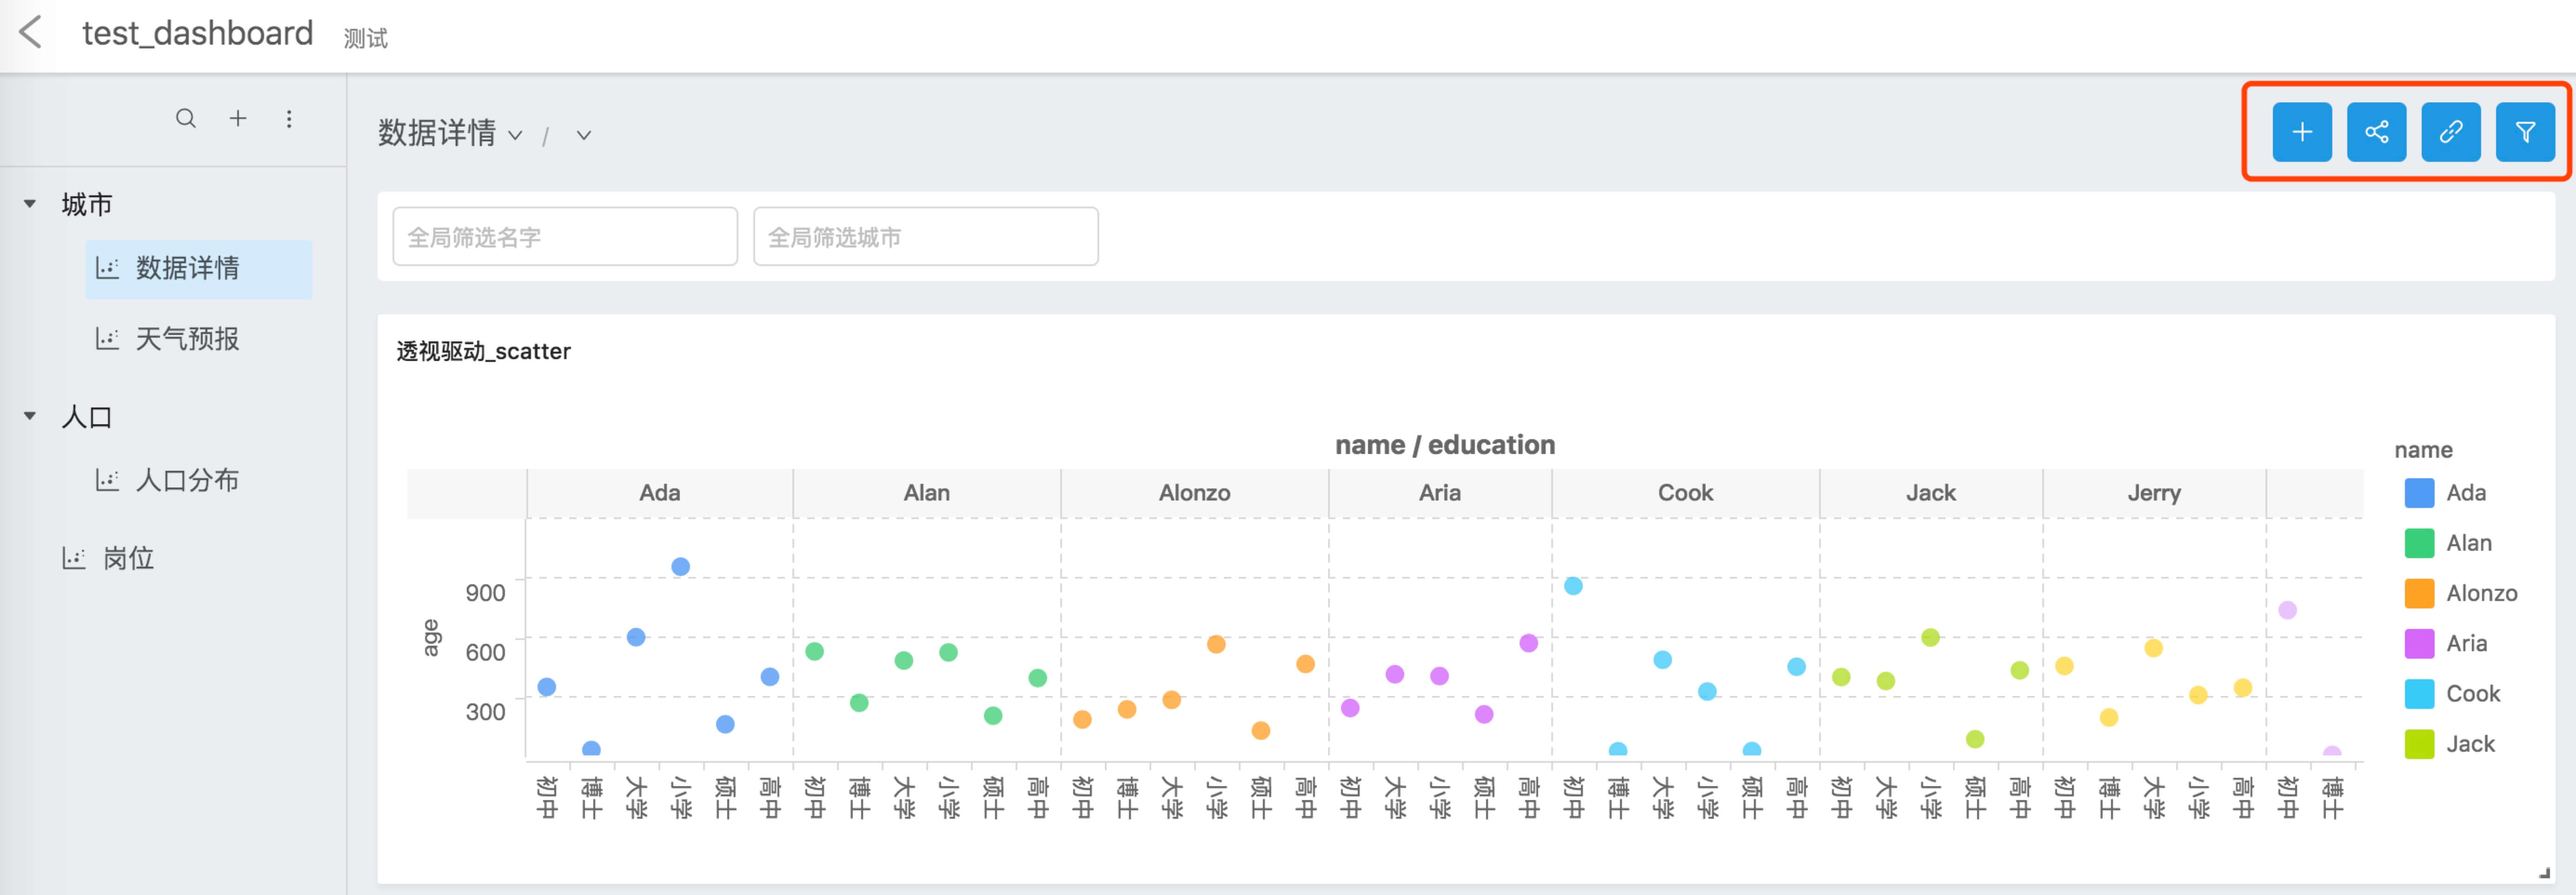 test_dashboard 测试
数据详情 /
城市
数据详情
天气预报
人口
人口分布
岗位
全局筛选名字 全局筛选城市
透视驱动_scatter
name / education
Ada Alan Alonzo Aria Cook Jack Jerry
age
900
600
300
初中 博士 大学 小学 硕士 高中 初中 博士 大学 小学 硕士 高中 初中 博士 大学 小学 硕士 高中 初中 大学 小学 硕士 高中 初中 博士 大学 小学 硕士 高中 初中 大学 小学 硕士 高中 初中 博士 大学 小学 高中 初中 博士
name
Ada
Alan
Alonzo
Aria
Cook
Jack